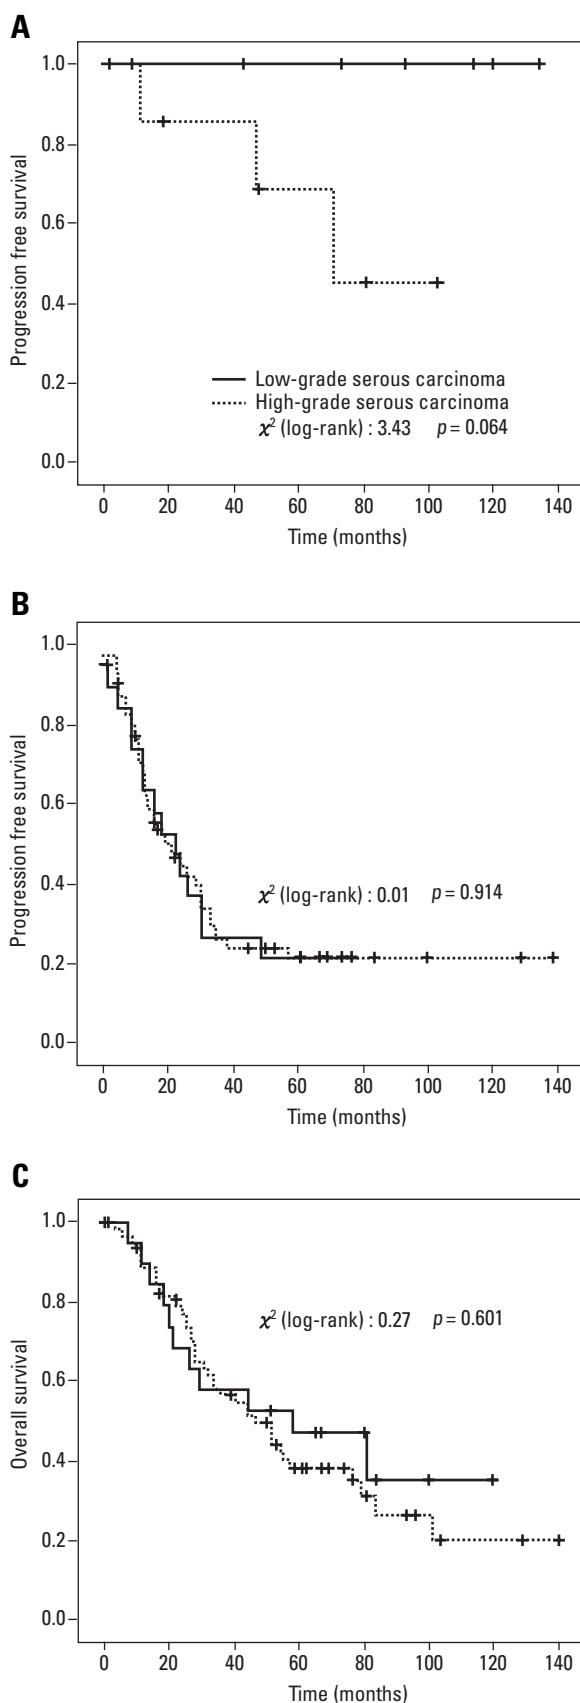 A
1.0
0.8
0.6
0.4
0.2
0.0
Progression free survival
Low-grade serous carcinoma
High-grade serous carcinoma
χ² (log-rank) : 3.43 p = 0.064
0 20 40 60 80 100 120 140
Time (months)
B
1.0
0.8
0.6
0.4
0.2
0.0
Progression free survival
χ² (log-rank) : 0.01 p = 0.914
0 20 40 60 80 100 120 140
Time (months)
C
1.0
0.8
0.6
0.4
0.2
0.0
Overall survival
χ² (log-rank) : 0.27 p = 0.601
0 20 40 60 80 100 120 140
Time (months)